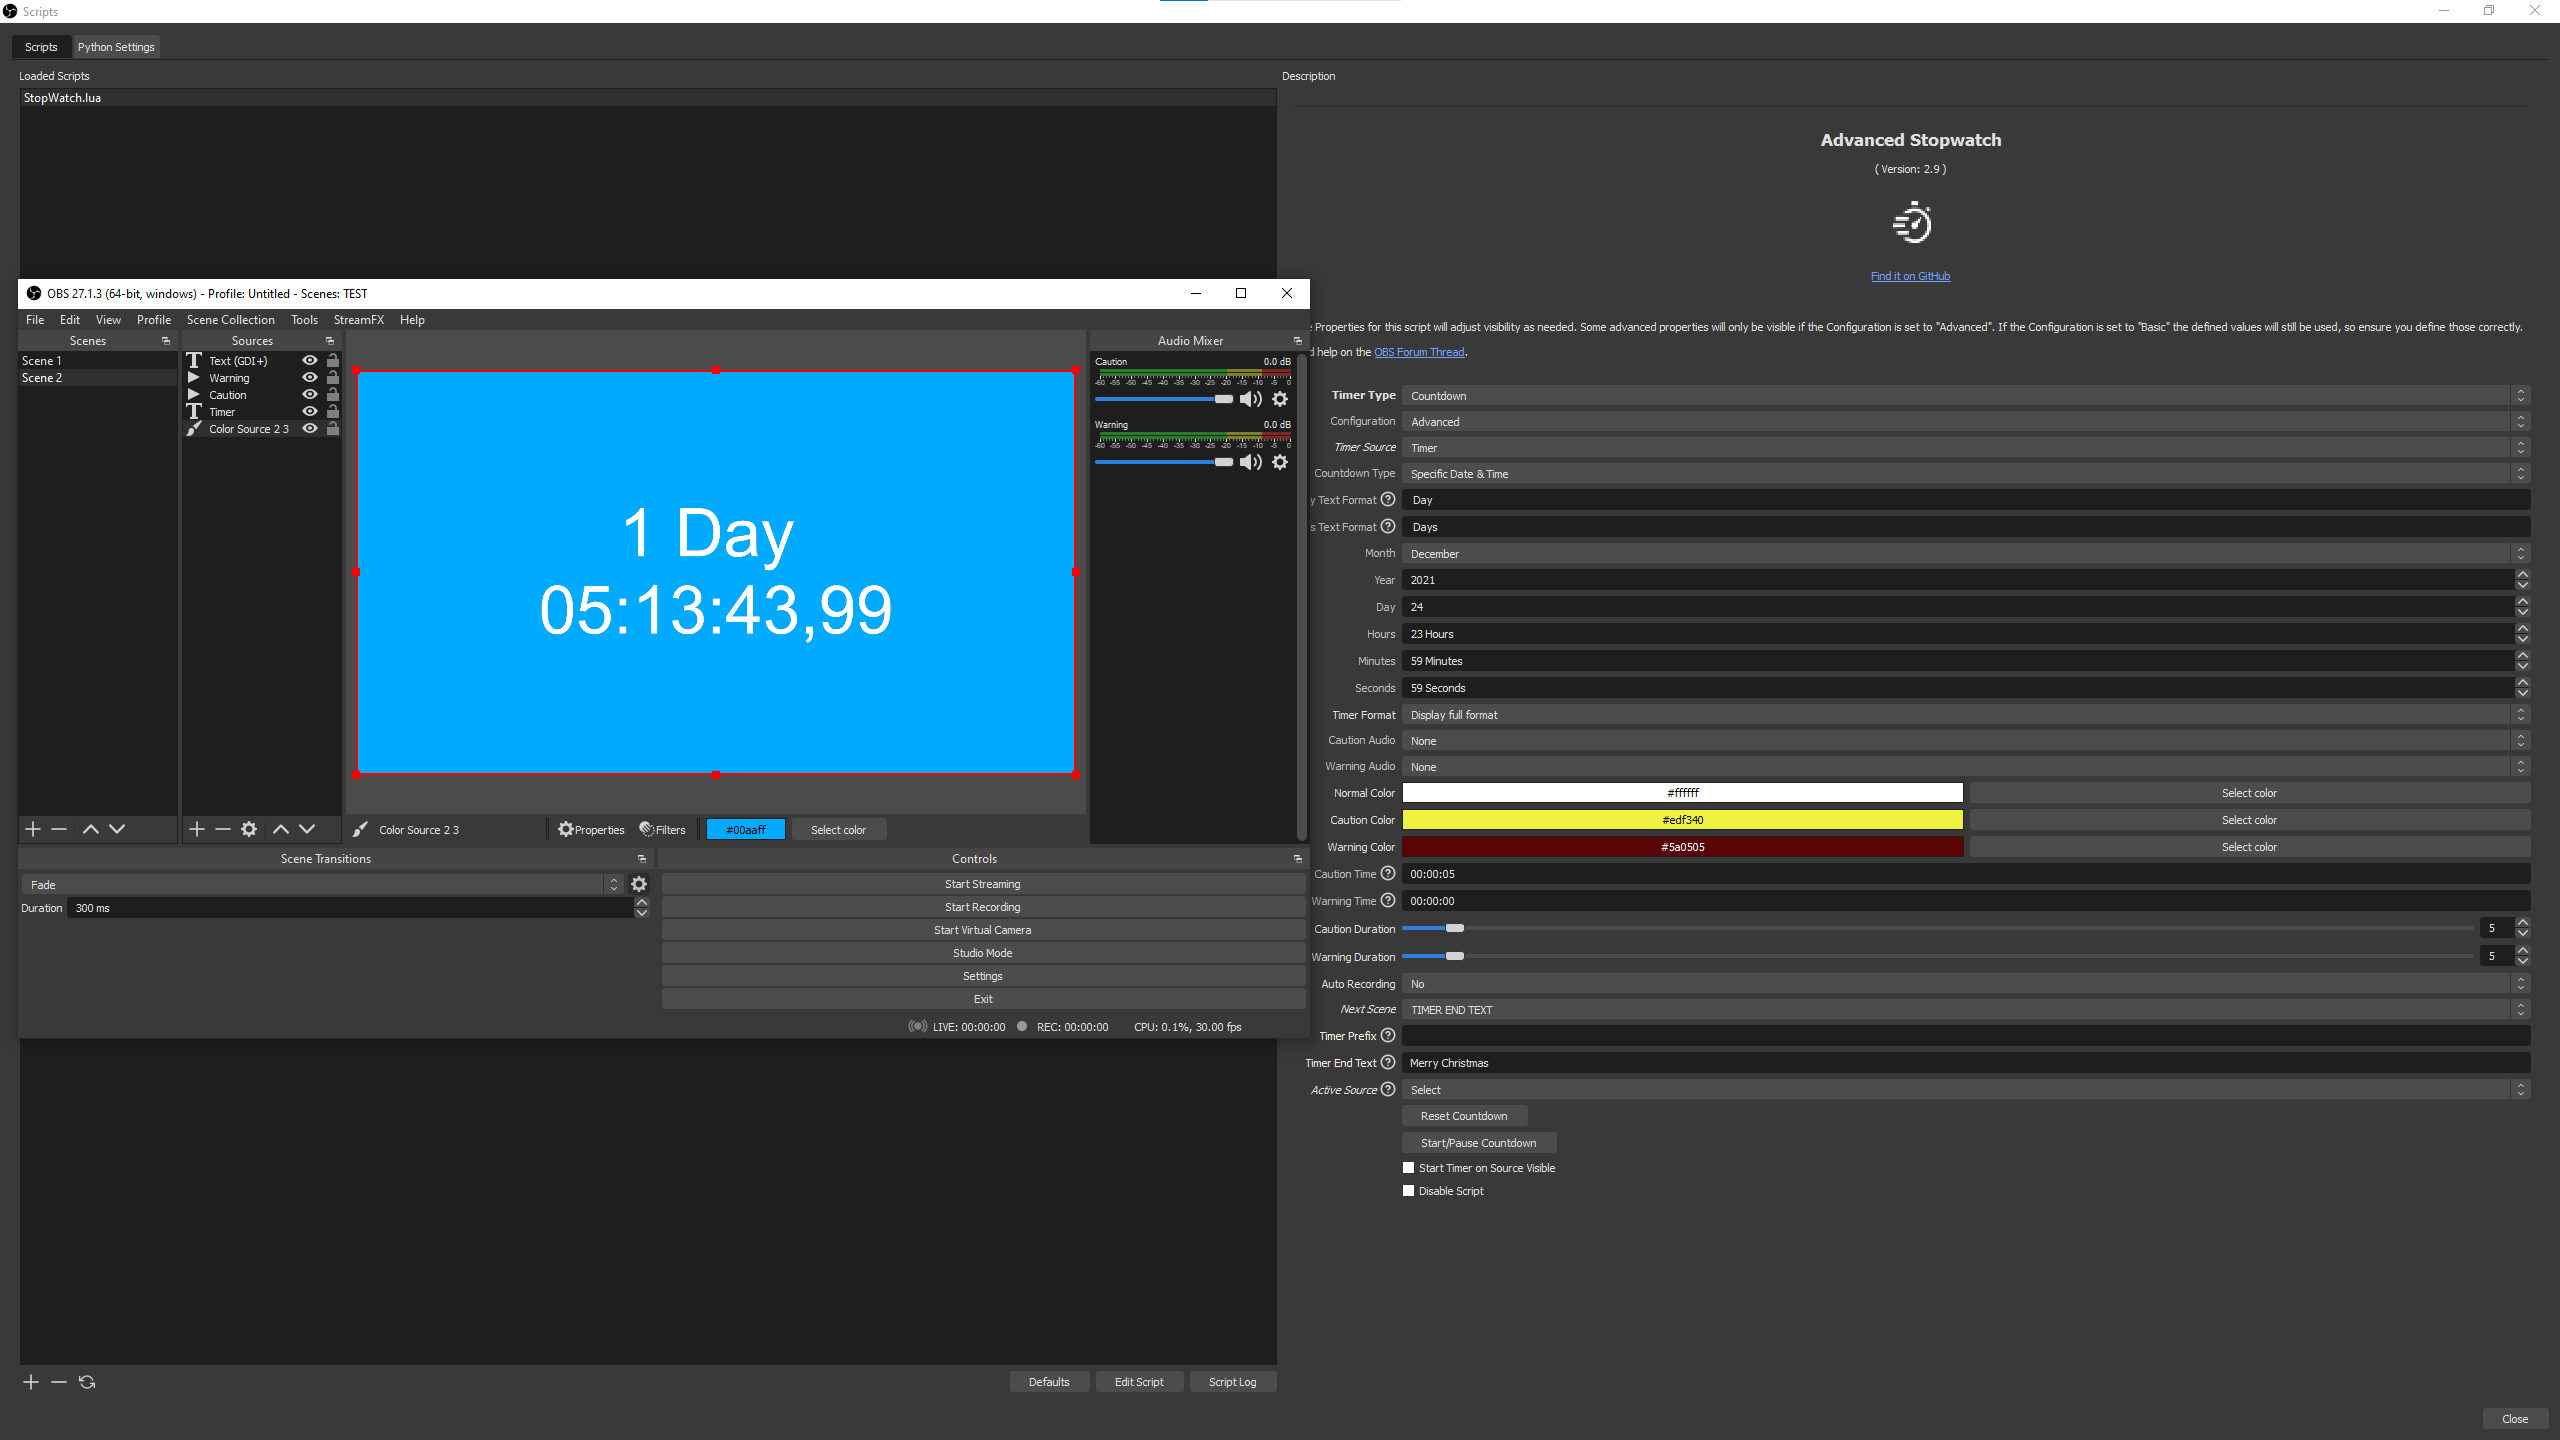 Scripts
Scripts Python Settings
Loaded Scripts
StopWatch.lua
Description
Advanced Stopwatch
( Version: 2.9 )
Find it on GitHub
Properties for this script will adjust visibility as needed. Some advanced properties will only be visible if the Configuration is set to "Advanced". If the Configuration is set to "Basic" the defined values will still be used, so ensure you define those correctly.
help on the OBS Forum Thread.
OBS 27.1.3 (64-bit, windows) - Profile: Untitled - Scenes: TEST
File Edit View Profile Scene Collection Tools StreamFX Help
Scenes
Scene 1
Scene 2
Sources
Text (GDI+)
Warning
Caution
Timer
Color Source 2 3
1 Day
05:13:43,99
Audio Mixer
Caution 0.0 dB
-60 -55 -50 -45 -40 -35 -30 -25 -20 -15 -10 -5 0
Warning 0.0 dB
-60 -55 -50 -45 -40 -35 -30 -25 -20 -15 -10 -5 0
Color Source 2 3 Properties Filters #00aaff Select color
Scene Transitions
Fade
Duration 300 ms
Controls
Start Streaming
Start Recording
Start Virtual Camera
Studio Mode
Settings
Exit
LIVE: 00:00:00 REC: 00:00:00 CPU: 0.1%, 30.00 fps
Timer Type Countdown
Configuration Advanced
Timer Source Timer
Countdown Type Specific Date & Time
y Text Format Day
s Text Format Days
Month December
Year 2021
Day 24
Hours 23 Hours
Minutes 59 Minutes
Seconds 59 Seconds
Timer Format Display full format
Caution Audio None
Warning Audio None
Normal Color #ffffff Select color
Caution Color #edf340 Select color
Warning Color #5a0505 Select color
Caution Time 00:00:05
Warning Time 00:00:00
Caution Duration 5
Warning Duration 5
Auto Recording No
Next Scene TIMER END TEXT
Timer Prefix
Timer End Text Merry Christmas
Active Source Select
Reset Countdown
Start/Pause Countdown
Start Timer on Source Visible
Disable Script
Defaults Edit Script Script Log
Close